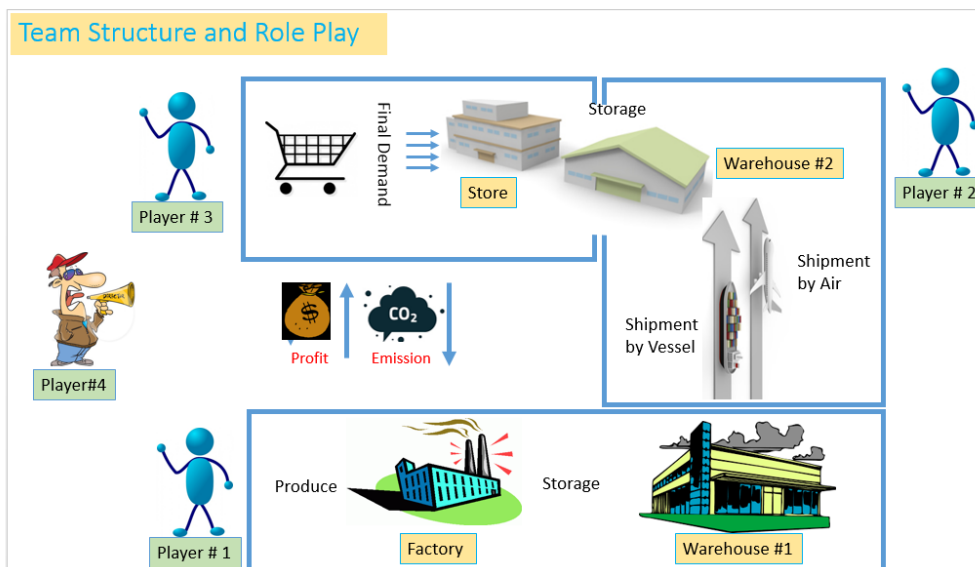 Team Structure and Role Play
Final Demand
Storage
Store
Warehouse #2
Player # 3
Player # 2
Shipment
by Air
Shipment
by Vessel
CO₂
$
Profit
Emission
Player#4
Produce
Storage
Factory
Warehouse #1
Player # 1